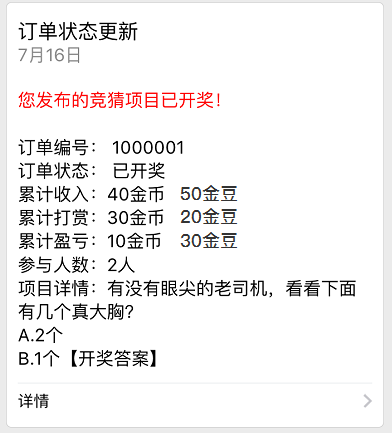 订单状态更新
7月16日
您发布的竞猜项目已开奖！
订单编号： 1000001
订单状态： 已开奖
累计收入：40金币 50金豆
累计打赏：30金币 20金豆
累计盈亏：10金币 30金豆
参与人数：2人
项目详情：有没有眼尖的老司机，看看下面
有几个真大胸?
A.2个
B.1个【开奖答案】
详情